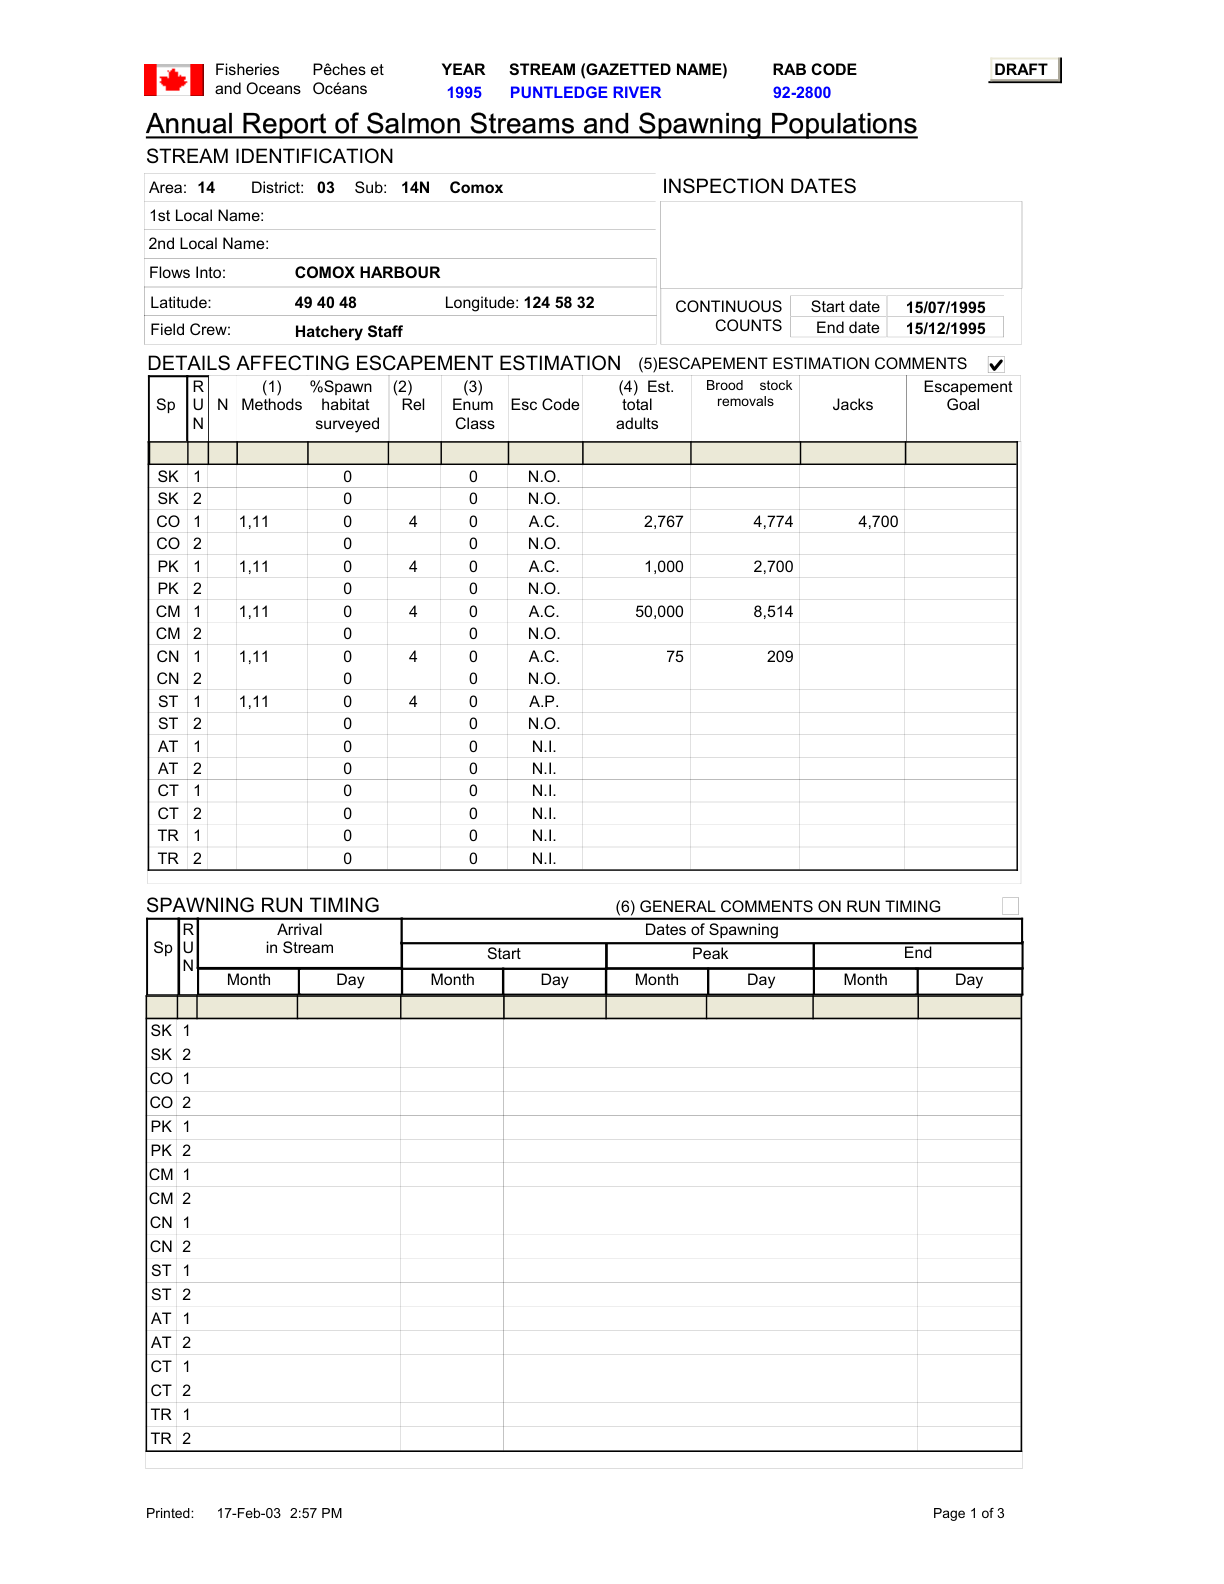 Fisheries and Oceans Pêches et Océans
YEAR STREAM (GAZETTED NAME) RAB CODE DRAFT
1995 PUNTLEDGE RIVER 92-2800
Annual Report of Salmon Streams and Spawning Populations
STREAM IDENTIFICATION
Area: 14 District: 03 Sub: 14N Comox
1st Local Name:
2nd Local Name:
Flows Into: COMOX HARBOUR
Latitude: 49 40 48 Longitude: 124 58 32
Field Crew: Hatchery Staff
INSPECTION DATES
CONTINUOUS COUNTS
Start date 15/07/1995
End date 15/12/1995
DETAILS AFFECTING ESCAPEMENT ESTIMATION (5)ESCAPEMENT ESTIMATION COMMENTS ✔
Sp RUN N (1) Methods %Spawn habitat surveyed (2) Rel (3) Enum Class Esc Code (4) Est. total adults Brood stock removals Jacks Escapement Goal
SK 1 0 0 N.O.
SK 2 0 0 N.O.
CO 1 1,11 0 4 0 A.C. 2,767 4,774 4,700
CO 2 0 0 N.O.
PK 1 1,11 0 4 0 A.C. 1,000 2,700
PK 2 0 0 N.O.
CM 1 1,11 0 4 0 A.C. 50,000 8,514
CM 2 0 0 N.O.
CN 1 1,11 0 4 0 A.C. 75 209
CN 2 0 0 N.O.
ST 1 1,11 0 4 0 A.P.
ST 2 0 0 N.O.
AT 1 0 0 N.I.
AT 2 0 0 N.I.
CT 1 0 0 N.I.
CT 2 0 0 N.I.
TR 1 0 0 N.I.
TR 2 0 0 N.I.
SPAWNING RUN TIMING (6) GENERAL COMMENTS ON RUN TIMING
Sp RUN Arrival in Stream Dates of Spawning
Start Peak End
Month Day Month Day Month Day Month Day
SK 1
SK 2
CO 1
CO 2
PK 1
PK 2
CM 1
CM 2
CN 1
CN 2
ST 1
ST 2
AT 1
AT 2
CT 1
CT 2
TR 1
TR 2
Printed: 17-Feb-03 2:57 PM Page 1 of 3